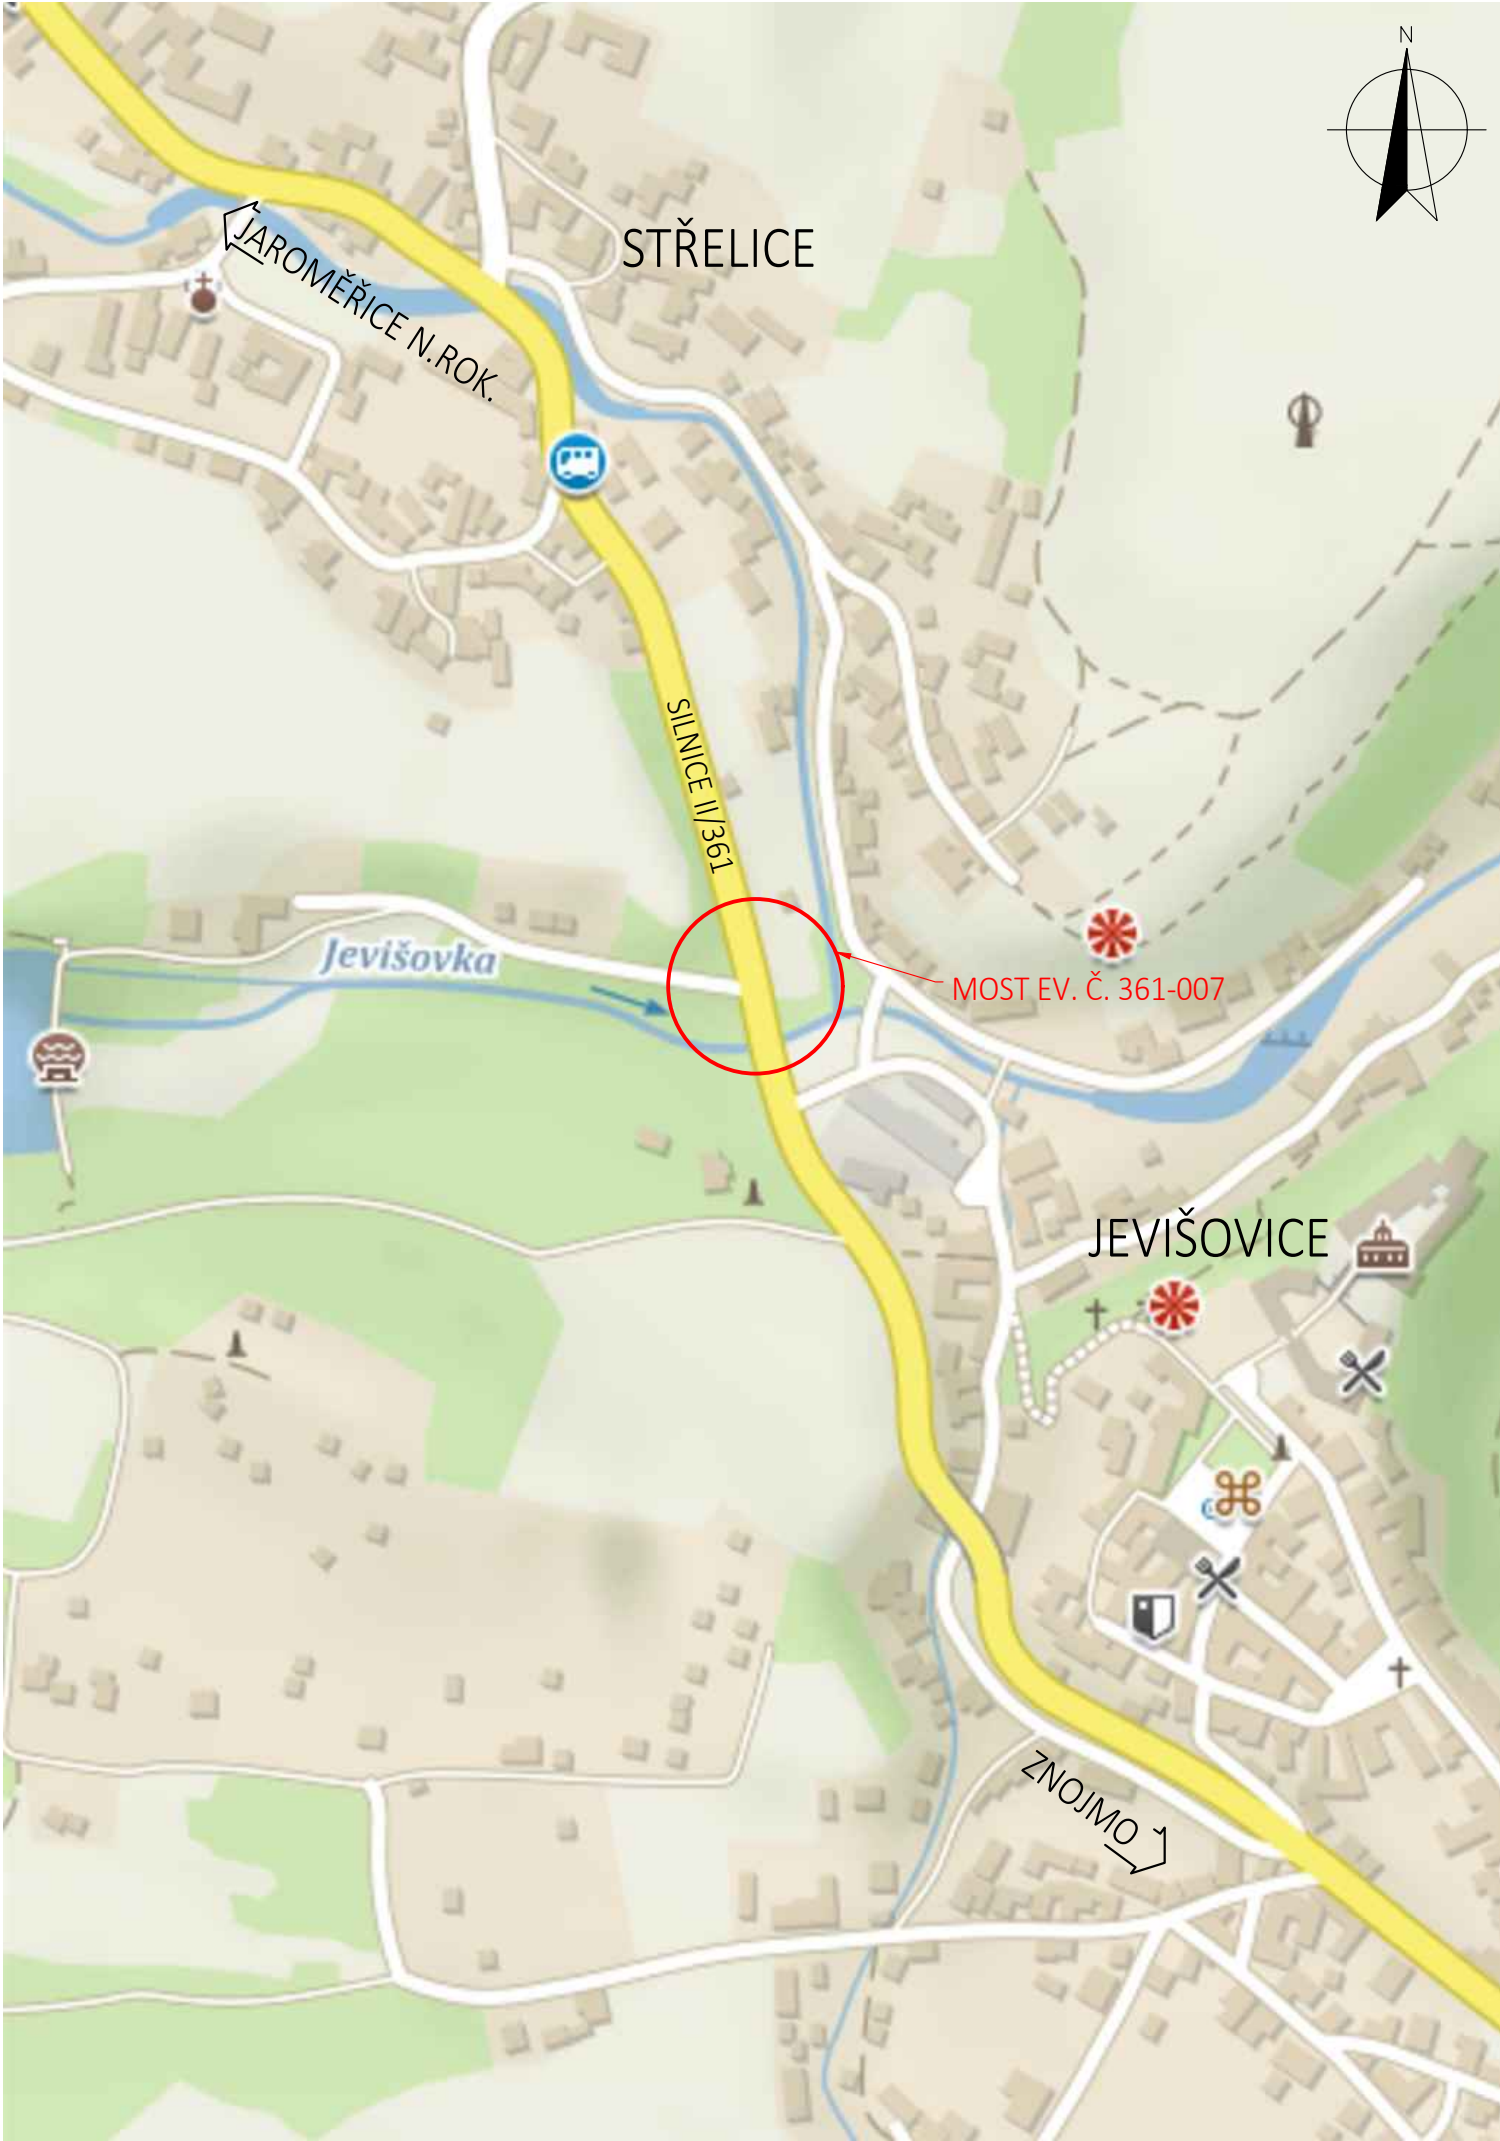 N
STŘELICE
JAROMĚŘICE N.ROK.
SILNICE II/361
Jevišovka
MOST EV. Č. 361-007
JEVIŠOVICE
ZNOJMO